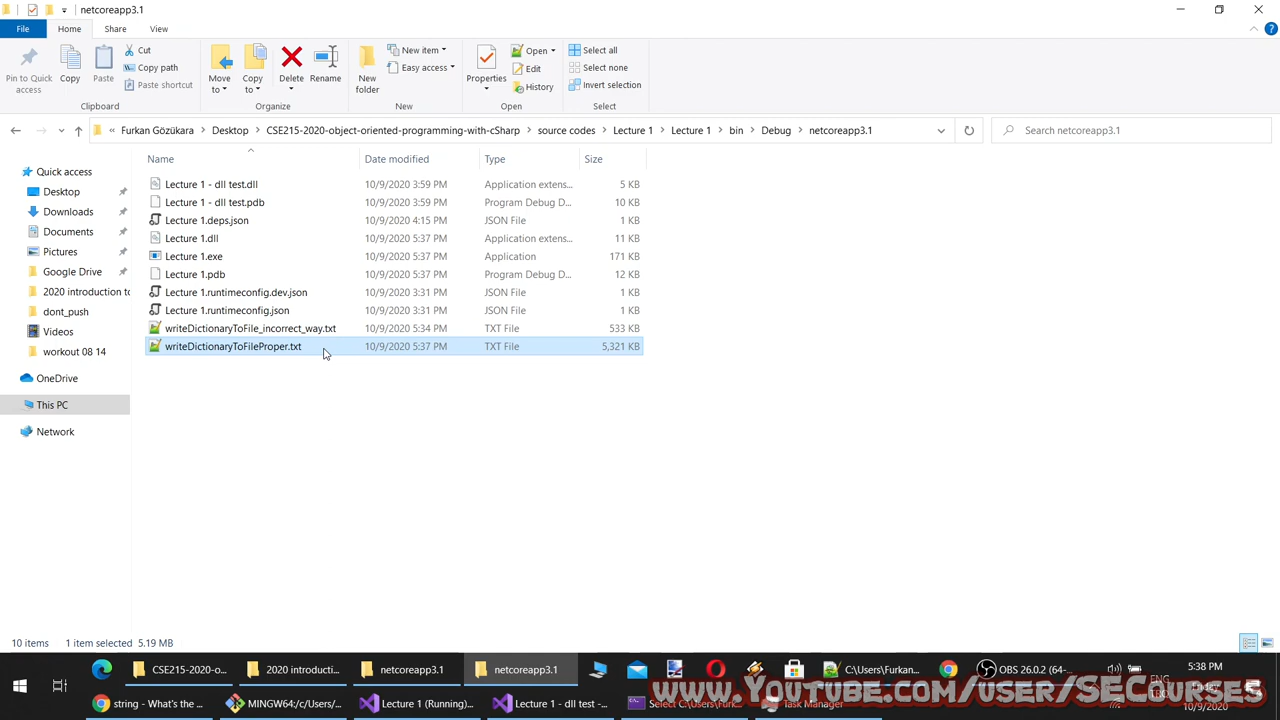 netcoreapp3.1
File Home Share View
Pin to Quick access
Copy
Paste
Cut
Copy path
Paste shortcut
Clipboard
Move to
Copy to
Delete
Rename
Organize
New folder
New item
Easy access
New
Properties
Open
Edit
History
Open
Select all
Select none
Invert selection
Select
« Furkan Gözükara > Desktop > CSE215-2020-object-oriented-programming-with-cSharp > source codes > Lecture 1 > Lecture 1 > bin > Debug > netcoreapp3.1
Search netcoreapp3.1
Quick access
Desktop
Downloads
Documents
Pictures
Google Drive
2020 introduction to
dont_push
Videos
workout 08 14
OneDrive
This PC
Network
Name Date modified Type Size
Lecture 1 - dll test.dll 10/9/2020 3:59 PM Application extens... 5 KB
Lecture 1 - dll test.pdb 10/9/2020 3:59 PM Program Debug D... 10 KB
Lecture 1.deps.json 10/9/2020 4:15 PM JSON File 1 KB
Lecture 1.dll 10/9/2020 5:37 PM Application extens... 11 KB
Lecture 1.exe 10/9/2020 5:37 PM Application 171 KB
Lecture 1.pdb 10/9/2020 5:37 PM Program Debug D... 12 KB
Lecture 1.runtimeconfig.dev.json 10/9/2020 3:31 PM JSON File 1 KB
Lecture 1.runtimeconfig.json 10/9/2020 3:31 PM JSON File 1 KB
writeDictionaryToFile_incorrect_way.txt 10/9/2020 5:34 PM TXT File 533 KB
writeDictionaryToFileProper.txt 10/9/2020 5:37 PM TXT File 5,321 KB
10 items 1 item selected 5.19 MB
CSE215-2020-o...
2020 introducti...
netcoreapp3.1
netcoreapp3.1
C:\Users\Furkan...
OBS 26.0.2 (64-...
5:38 PM
ENG
string - What's the ...
MINGW64:/c/Users/...
Lecture 1 (Running)...
Lecture 1 - dll test -...
Select C:\Users\Furk...
Task Manager
10/9/2020
www.Youtube.com/user/SECourses